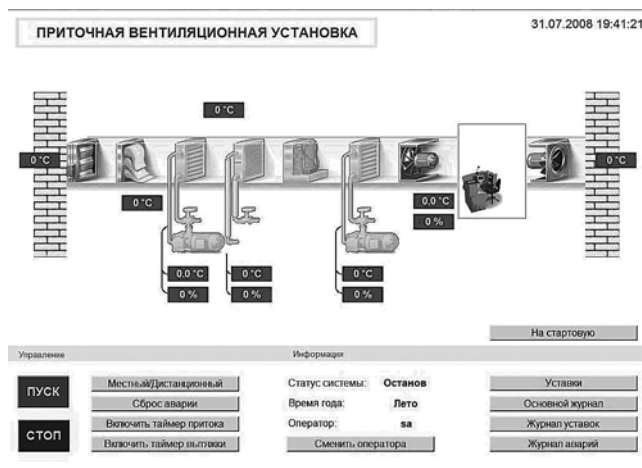 ПРИТОЧНАЯ ВЕНТИЛЯЦИОННАЯ УСТАНОВКА
31.07.2008 19:41:21
0 °C
0 °C
0 °C
0 °C
0.0 °C
0 %
0.0 °C
0 °C
0 °C
0 %
0 %
0 %
На стартовую
Управление
Информация
ПУСК
Местный/Дистанционный
Статус системы: Останов
Уставки
Сброс аварии
Время года: Лето
Основной журнал
СТОП
Включить таймер притока
Оператор: sa
Журнал уставок
Включить таймер вытяжки
Сменить оператора
Журнал аварий